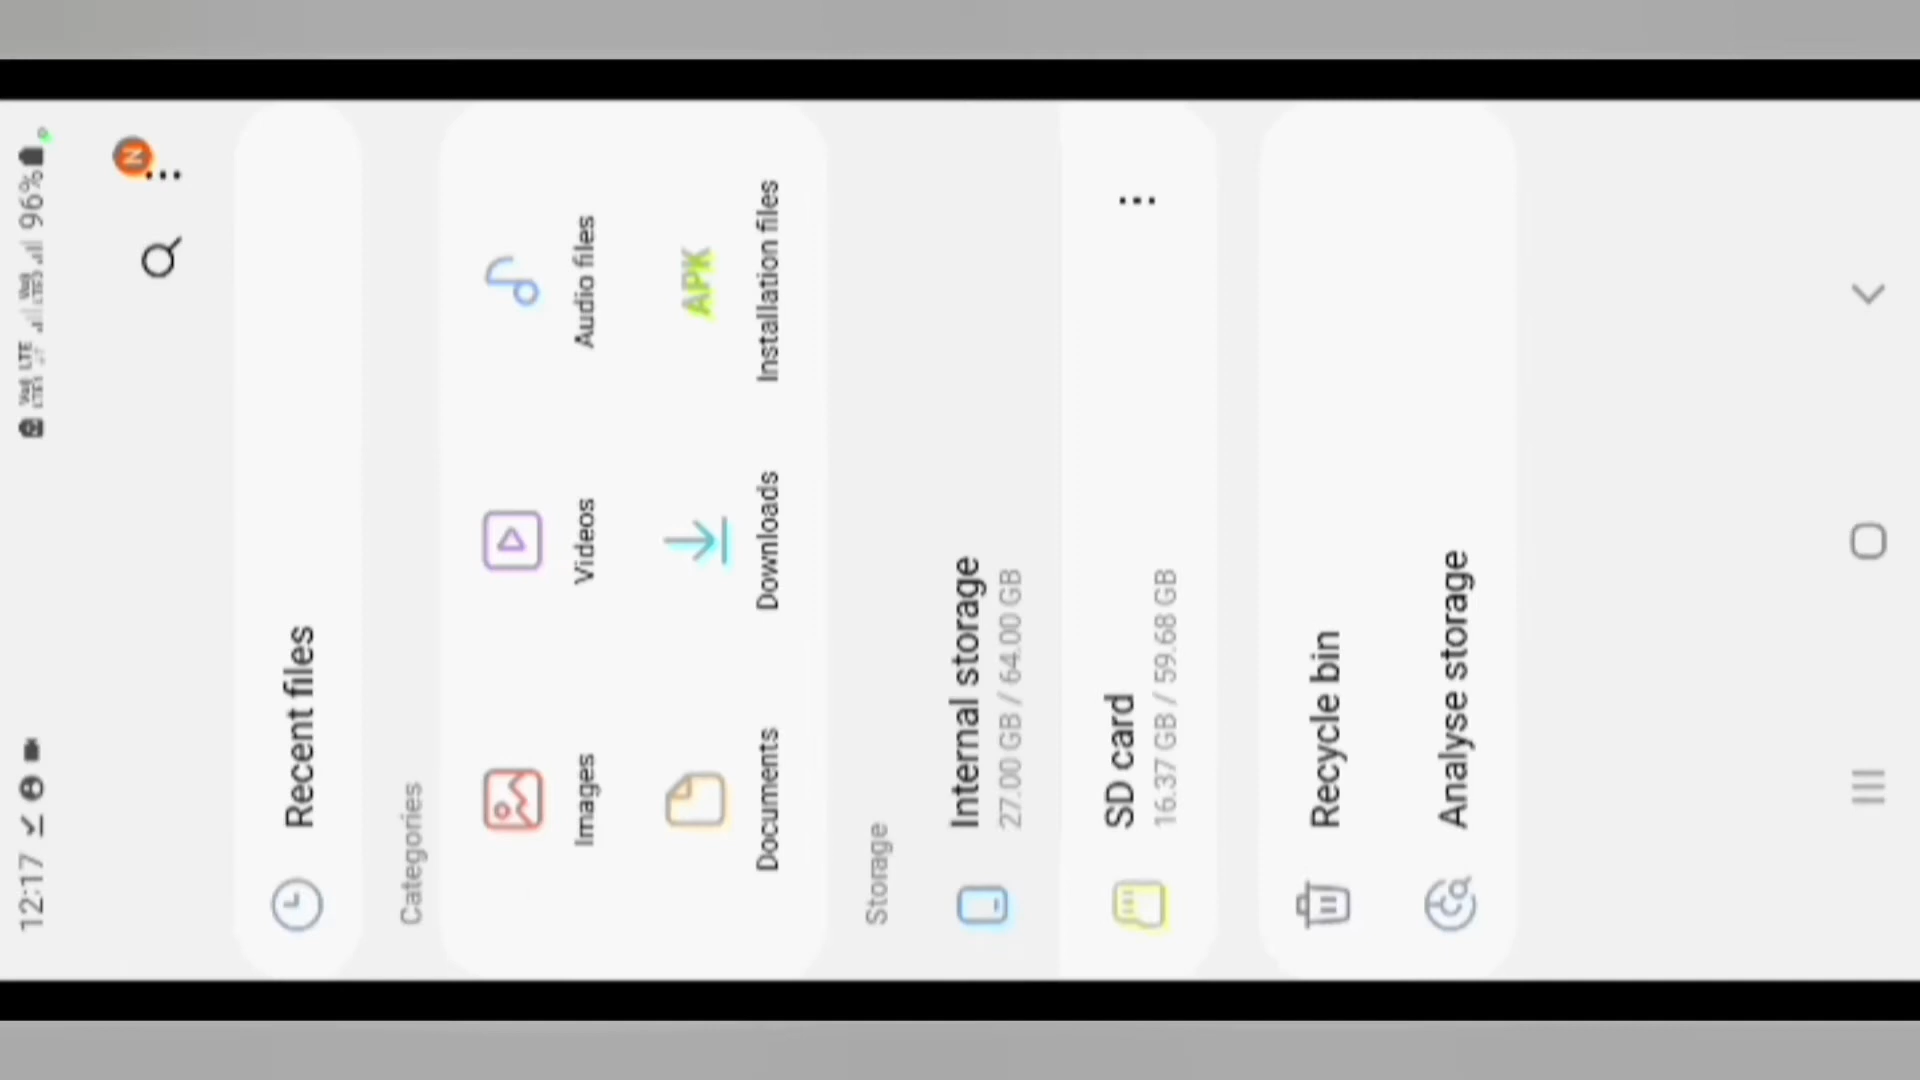 12:17
96%
N
Recent files
Categories
Images
Videos
Audio files
Documents
Downloads
APK
Installation files
Storage
Internal storage
27.00 GB / 64.00 GB
SD card
16.37 GB / 59.68 GB
Recycle bin
Analyse storage